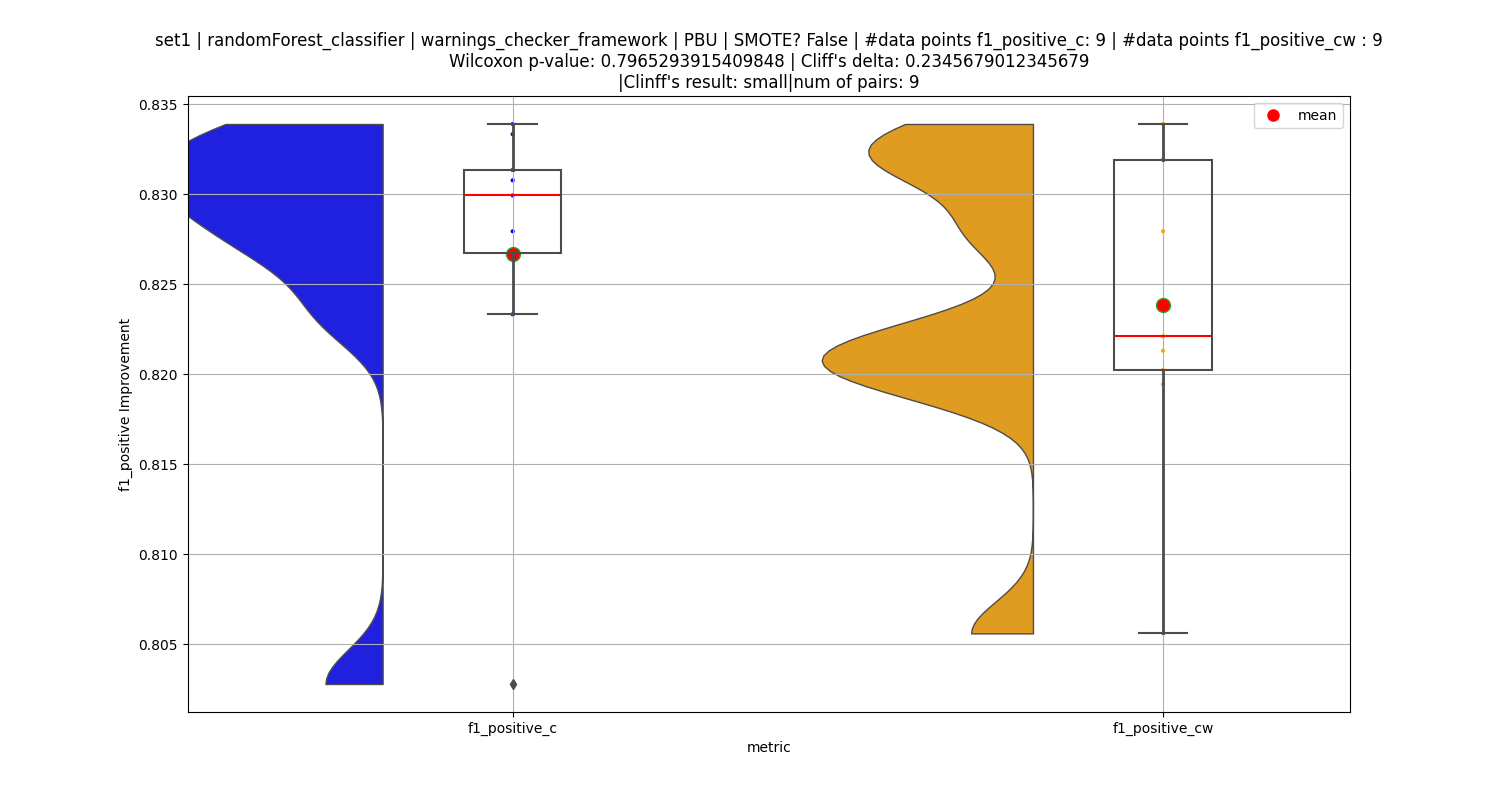 set1 | randomForest_classifier | warnings_checker_framework | PBU | SMOTE? False | #data points f1_positive_c: 9 | #data points f1_positive_cw : 9
Wilcoxon p-value: 0.7965293915409848 | Cliff's delta: 0.2345679012345679
|Clinff's result: small|num of pairs: 9
mean
0.835
0.830
0.825
0.820
0.815
0.810
0.805
f1_positive Improvement
f1_positive_c
f1_positive_cw
metric